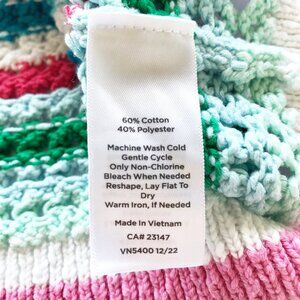 60% Cotton
40% Polyester
Machine Wash Cold
Gentle Cycle
Only Non-Chlorine
Bleach When Needed
Reshape, Lay Flat To
Dry
Warm Iron, If Needed
Made In Vietnam
CA# 23147
VN5400 12/22